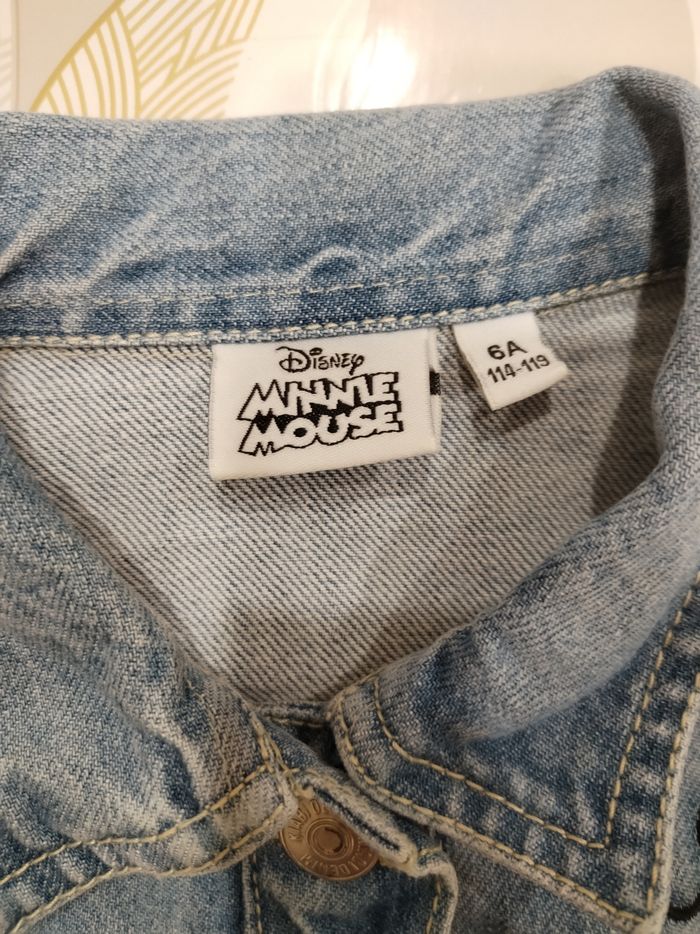 Disney
MINNIE
MOUSE
6A
114-119